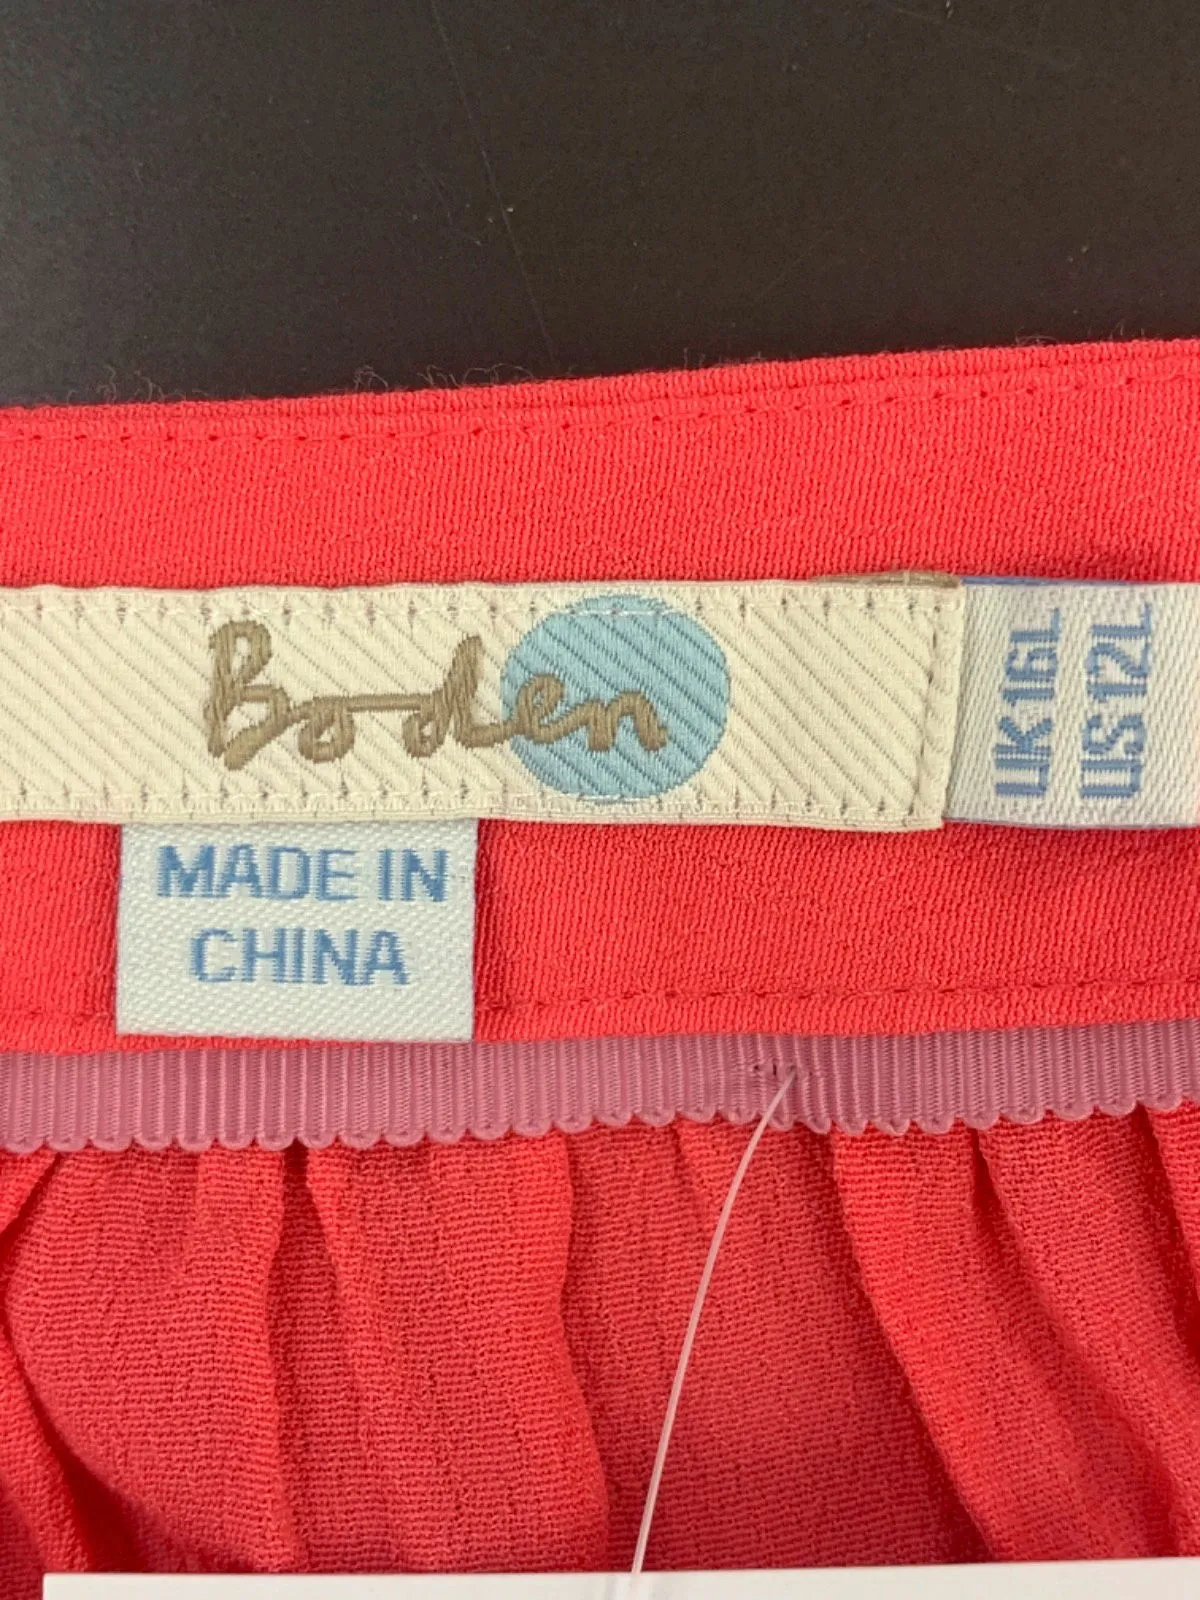 Boden
UK 16L
US 12L
MADE IN
CHINA